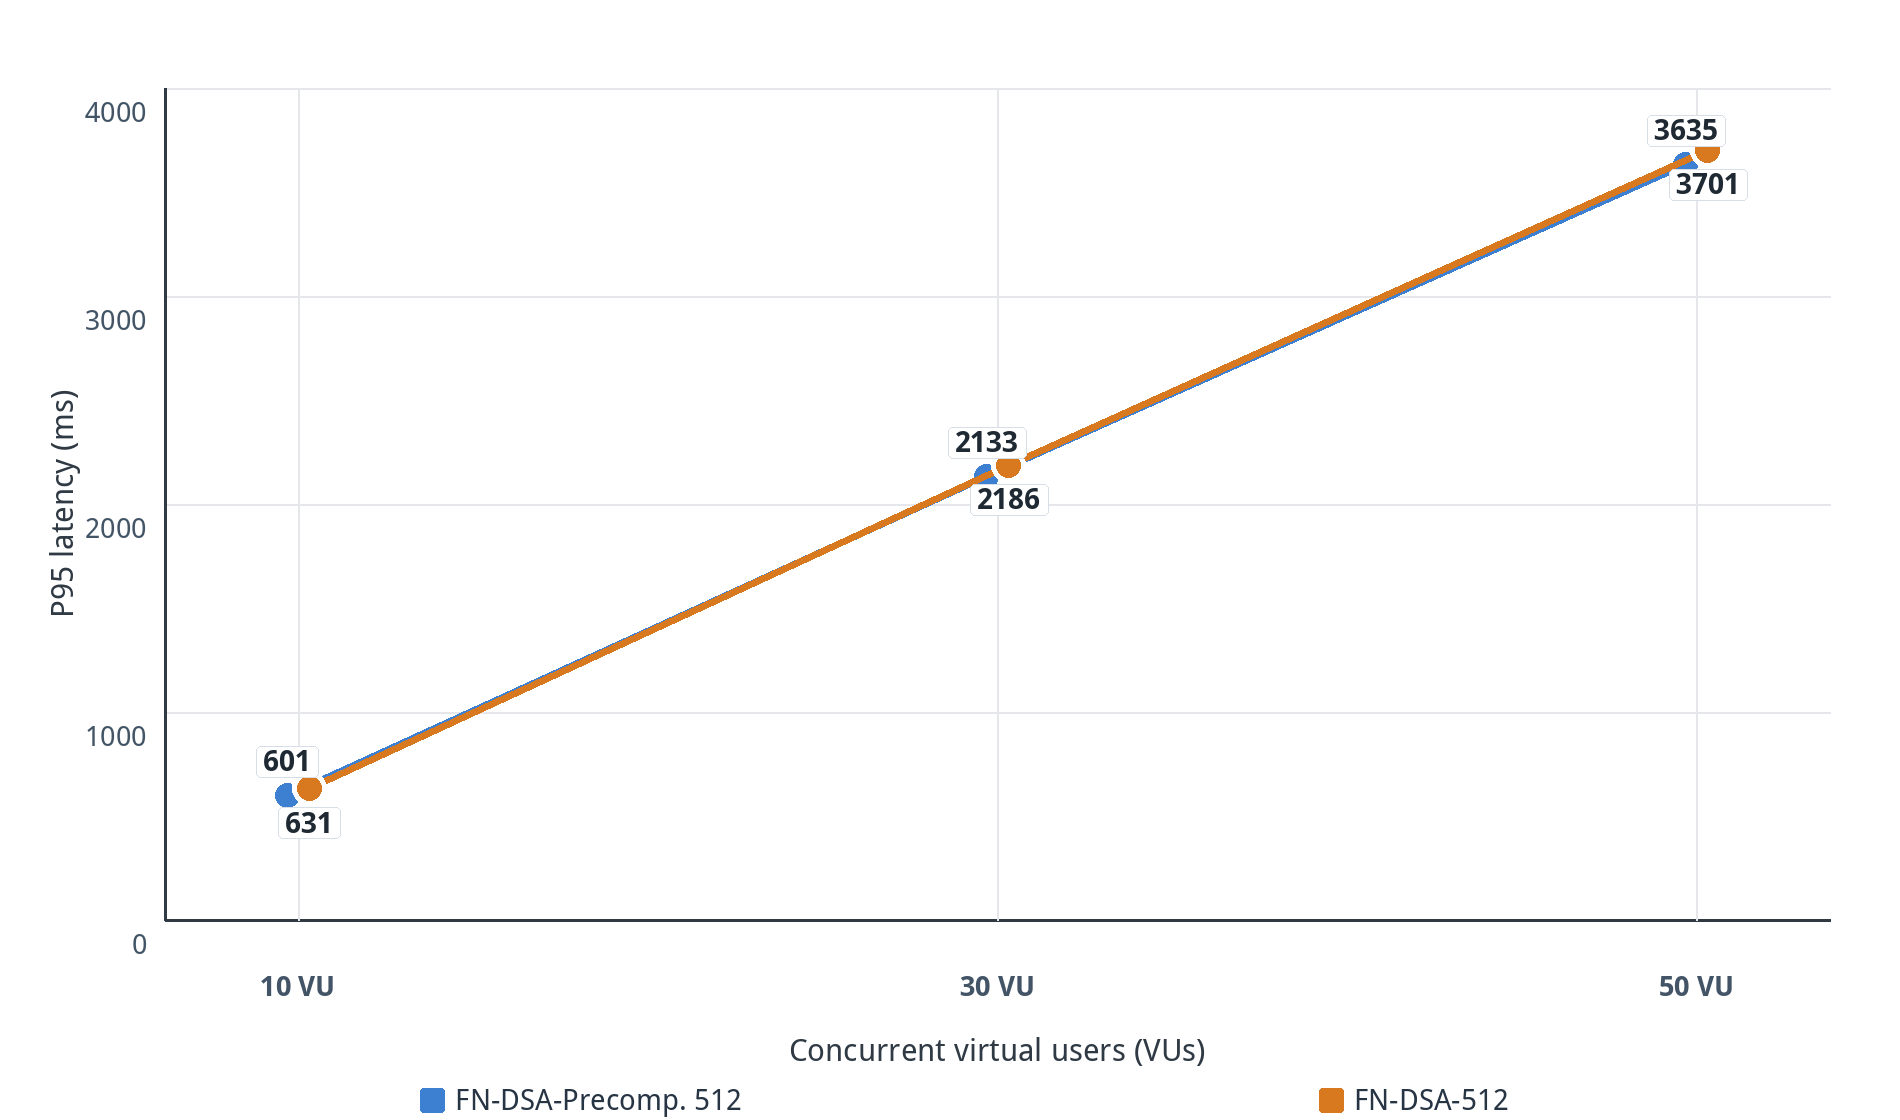 4000
3000
2000
1000
0
P95 latency (ms)
3635
3701
2133
2186
601
631
10 VU
30 VU
50 VU
Concurrent virtual users (VUs)
FN-DSA-Precomp. 512
FN-DSA-512